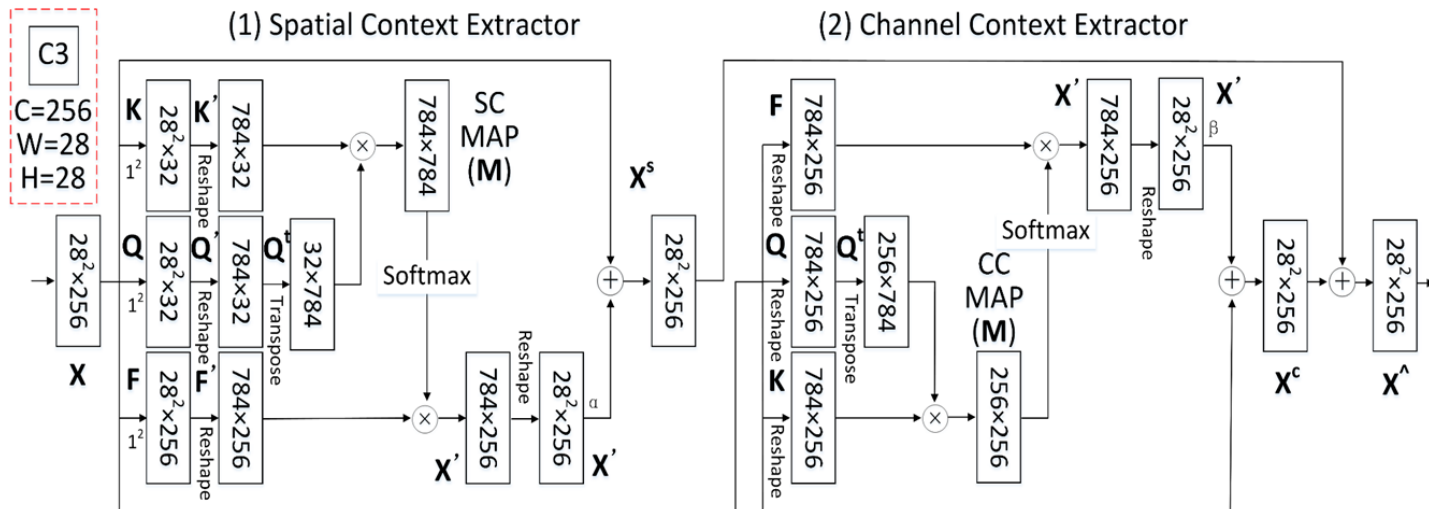 (1) Spatial Context Extractor
(2) Channel Context Extractor
C3
C=256
W=28
H=28
28²×256
X
K
1²
28²×32
Reshape
K’
784×32
Q
1²
28²×32
Reshape
Q’
784×32
Transpose
Qᵗ
32×784
F
1²
28²×256
Reshape
F’
784×256
784×784
SC
MAP
(M)
Softmax
784×256
X’
Reshape
28²×256
X’
α
Xˢ
28²×256
F
Reshape
784×256
Q
Reshape
784×256
Transpose
Qᵗ
256×784
K
Reshape
784×256
CC
MAP
(M)
256×256
Softmax
X’
784×256
Reshape
X’
28²×256
β
28²×256
Xᶜ
28²×256
X^